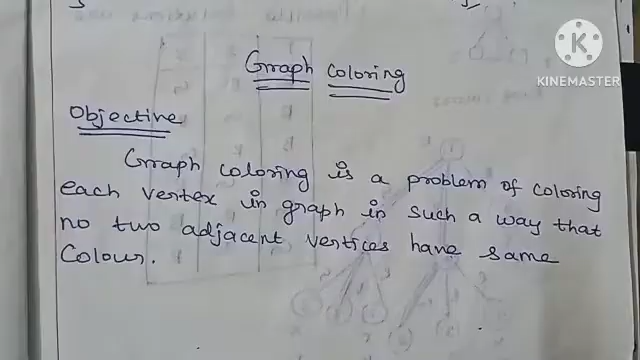 KINEMASTER
Graph Coloring
Objective
Graph coloring is a problem of coloring
each vertex in graph in such a way that
no two adjacent vertices have same
Colour.